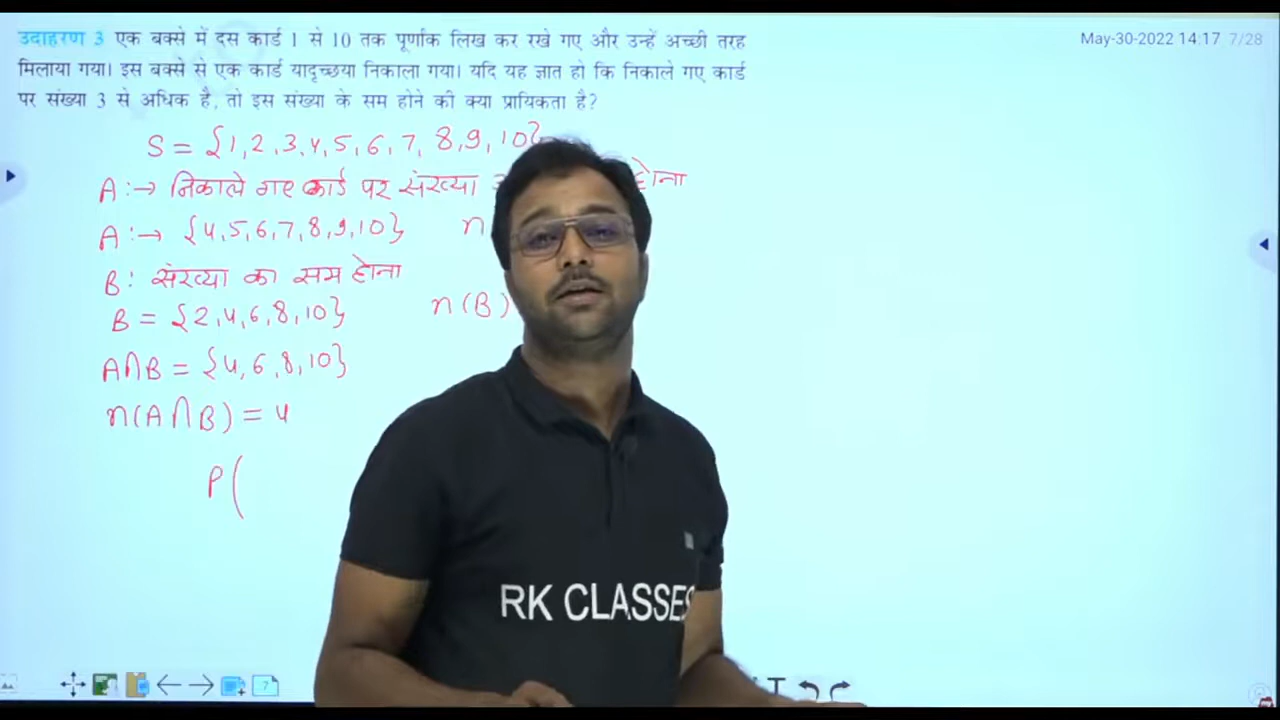 उदाहरण 3 एक बक्से में दस कार्ड 1 से 10 तक पूर्णांक लिख कर रखे गए और उन्हें अच्छी तरह
मिलाया गया। इस बक्से से एक कार्ड यादृच्छया निकाला गया। यदि यह ज्ञात हो कि निकाले गए कार्ड
पर संख्या 3 से अधिक है, तो इस संख्या के सम होने की क्या प्रायिकता है?
May-30-2022 14:17 7/28
S = {1, 2, 3, 4, 5, 6, 7, 8, 9, 10}
A :→ निकाले गए कार्ड पर संख्या होना
A :→ {4, 5, 6, 7, 8, 9, 10} n
B : संख्या का सम होना
B = {2, 4, 6, 8, 10} n(B)
A∩B = {4, 6, 8, 10}
n(A∩B) = 4
P(
RK CLASSES
7
T